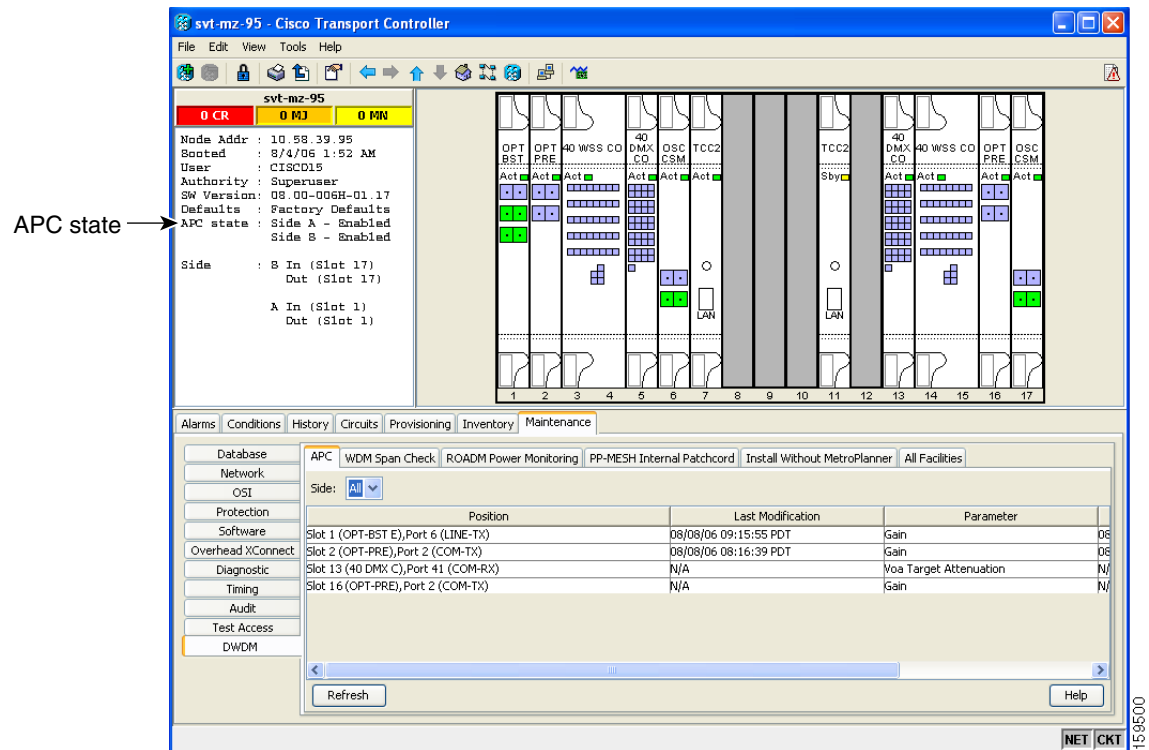 svt-mz-95 - Cisco Transport Controller
File Edit View Tools Help
svt-mz-95
0 CR 0 MJ 0 MN
Node Addr : 10.58.39.95
Booted : 8/4/06 1:52 AM
User : CISCO15
Authority : Superuser
SW Version: 08.00-006H-01.17
Defaults : Factory Defaults
APC state : Side A - Enabled
Side B - Enabled
Side : B In (Slot 17)
Out (Slot 17)
A In (Slot 1)
Out (Slot 1)
APC state
OPT BST
OPT PRE
40 WSS CO
40 DMX CO
OSC CSM
TCC2
TCC2
40 DMX CO
40 WSS CO
OPT PRE
OSC CSM
Act Act Act Act Act Act Sby Act Act Act Act
LAN LAN
1 2 3 4 5 6 7 8 9 10 11 12 13 14 15 16 17
Alarms Conditions History Circuits Provisioning Inventory Maintenance
Database
Network
OSI
Protection
Software
Overhead XConnect
Diagnostic
Timing
Audit
Test Access
DWDM
APC WDM Span Check ROADM Power Monitoring PP-MESH Internal Patchcord Install Without MetroPlanner All Facilities
Side: All
Position Last Modification Parameter
Slot 1 (OPT-BST E),Port 6 (LINE-TX) 08/08/06 09:15:55 PDT Gain 08
Slot 2 (OPT-PRE),Port 2 (COM-TX) 08/08/06 08:16:39 PDT Gain 08
Slot 13 (40 DMX C),Port 41 (COM-RX) N/A Voa Target Attenuation N/
Slot 16 (OPT-PRE),Port 2 (COM-TX) N/A Gain N/
Refresh Help
NET CKT
159500